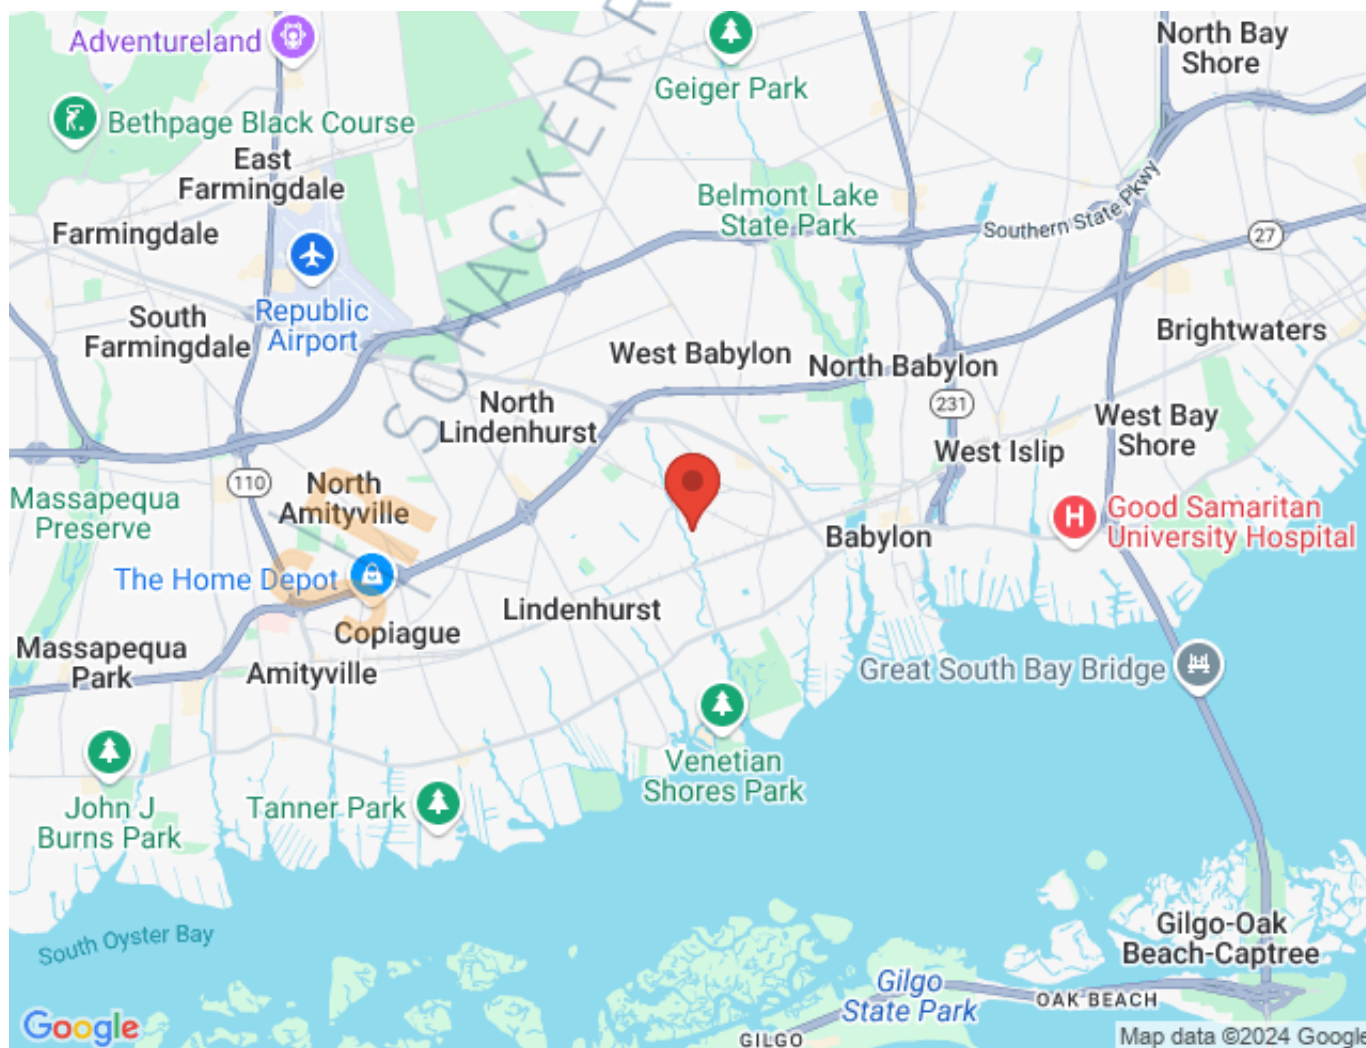 Adventureland
Geiger Park
North Bay
Shore
Bethpage Black Course
East
Farmingdale
Belmont Lake
State Park
Southern State Pkwy
27
Farmingdale
Republic
Airport
South
Farmingdale
SCHACKER R
West Babylon
North Babylon
Brightwaters
North
Lindenhurst
231
West Bay
Shore
West Islip
110
North
Amityville
Massapequa
Preserve
Good Samaritan
University Hospital
H
Babylon
The Home Depot
Lindenhurst
Copiague
Massapequa
Park
Amityville
Great South Bay Bridge
Venetian
Shores Park
John J
Burns Park
Tanner Park
South Oyster Bay
Gilgo-Oak
Beach-Captree
Gilgo
State Park
OAK BEACH
GILGO
Google
Map data ©2024 Google